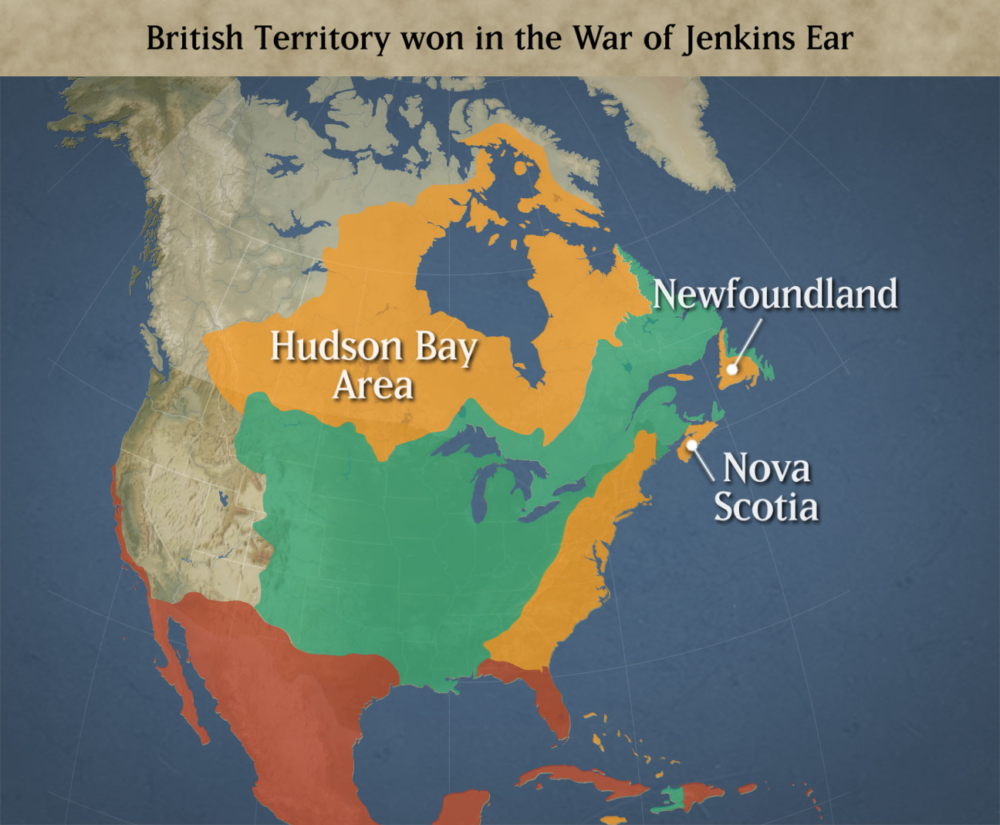 British Territory won in the War of Jenkins Ear
Newfoundland
Hudson Bay
Area
Nova
Scotia